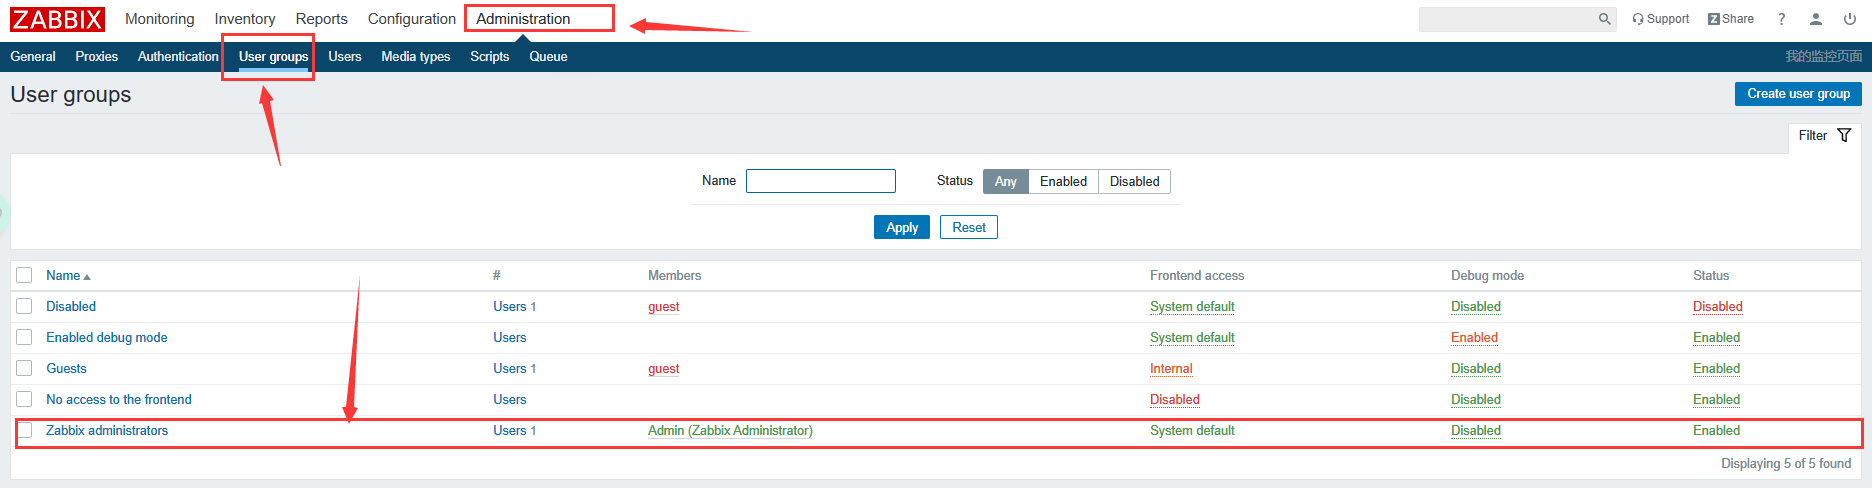 ZABBIX Monitoring Inventory Reports Configuration Administration Support Z Share ?
General Proxies Authentication User groups Users Media types Scripts Queue 我的监控页面
User groups Create user group
Filter
Name Status Any Enabled Disabled
Apply Reset
Name # Members Frontend access Debug mode Status
Disabled Users 1 guest System default Disabled Disabled
Enabled debug mode Users System default Enabled Enabled
Guests Users 1 guest Internal Disabled Enabled
No access to the frontend Users Disabled Disabled Enabled
Zabbix administrators Users 1 Admin (Zabbix Administrator) System default Disabled Enabled
Displaying 5 of 5 found